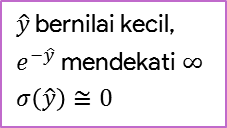 ŷ bernilai kecil,
e^{-ŷ} mendekati ∞
σ(ŷ) ≅ 0